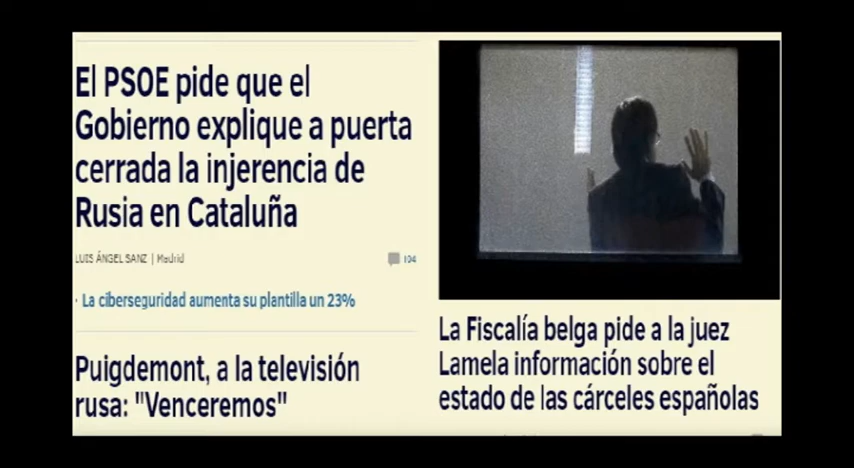 El PSOE pide que el
Gobierno explique a puerta
cerrada la injerencia de
Rusia en Cataluña
LUIS ÁNGEL SANZ | Madrid
104
· La ciberseguridad aumenta su plantilla un 23%
Puigdemont, a la televisión
rusa: "Venceremos"
La Fiscalía belga pide a la juez
Lamela información sobre el
estado de las cárceles españolas